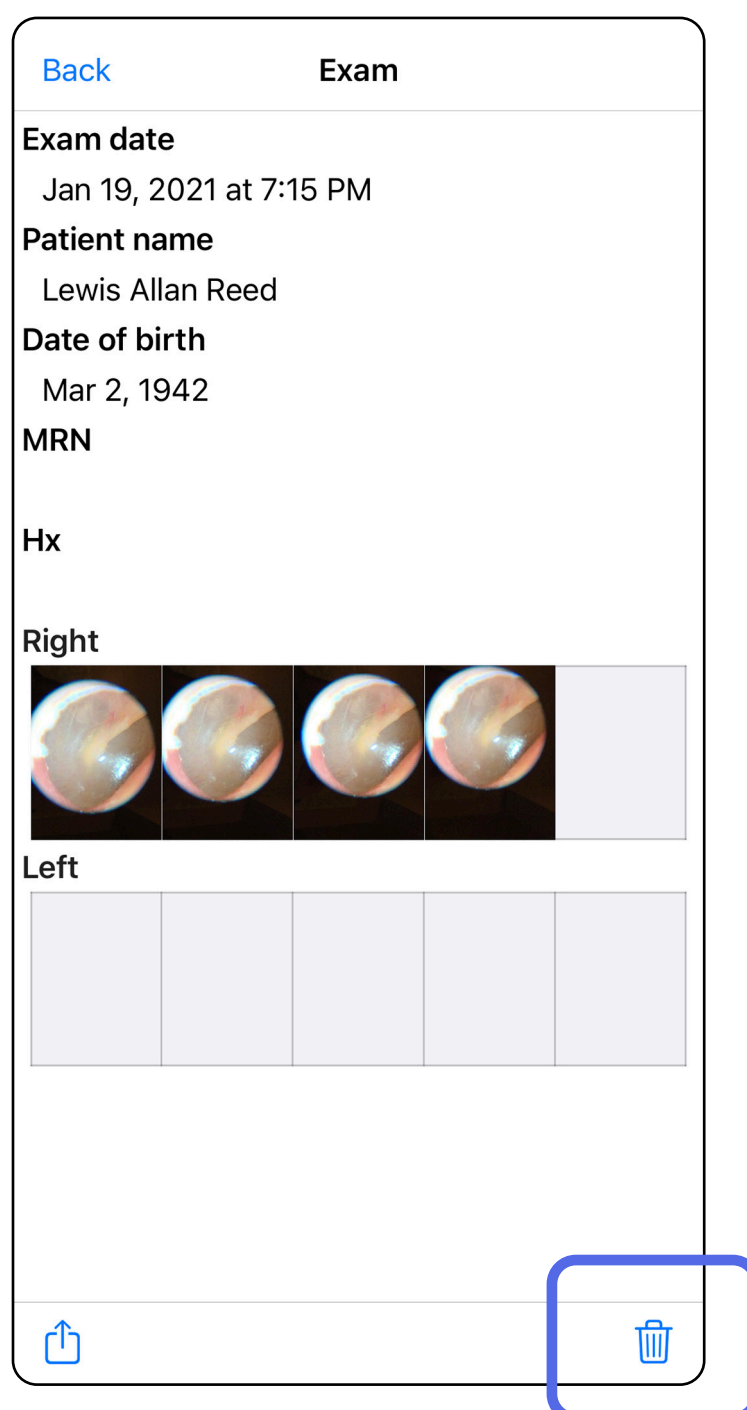 Back
Exam
Exam date
Jan 19, 2021 at 7:15 PM
Patient name
Lewis Allan Reed
Date of birth
Mar 2, 1942
MRN
Hx
Right
Left